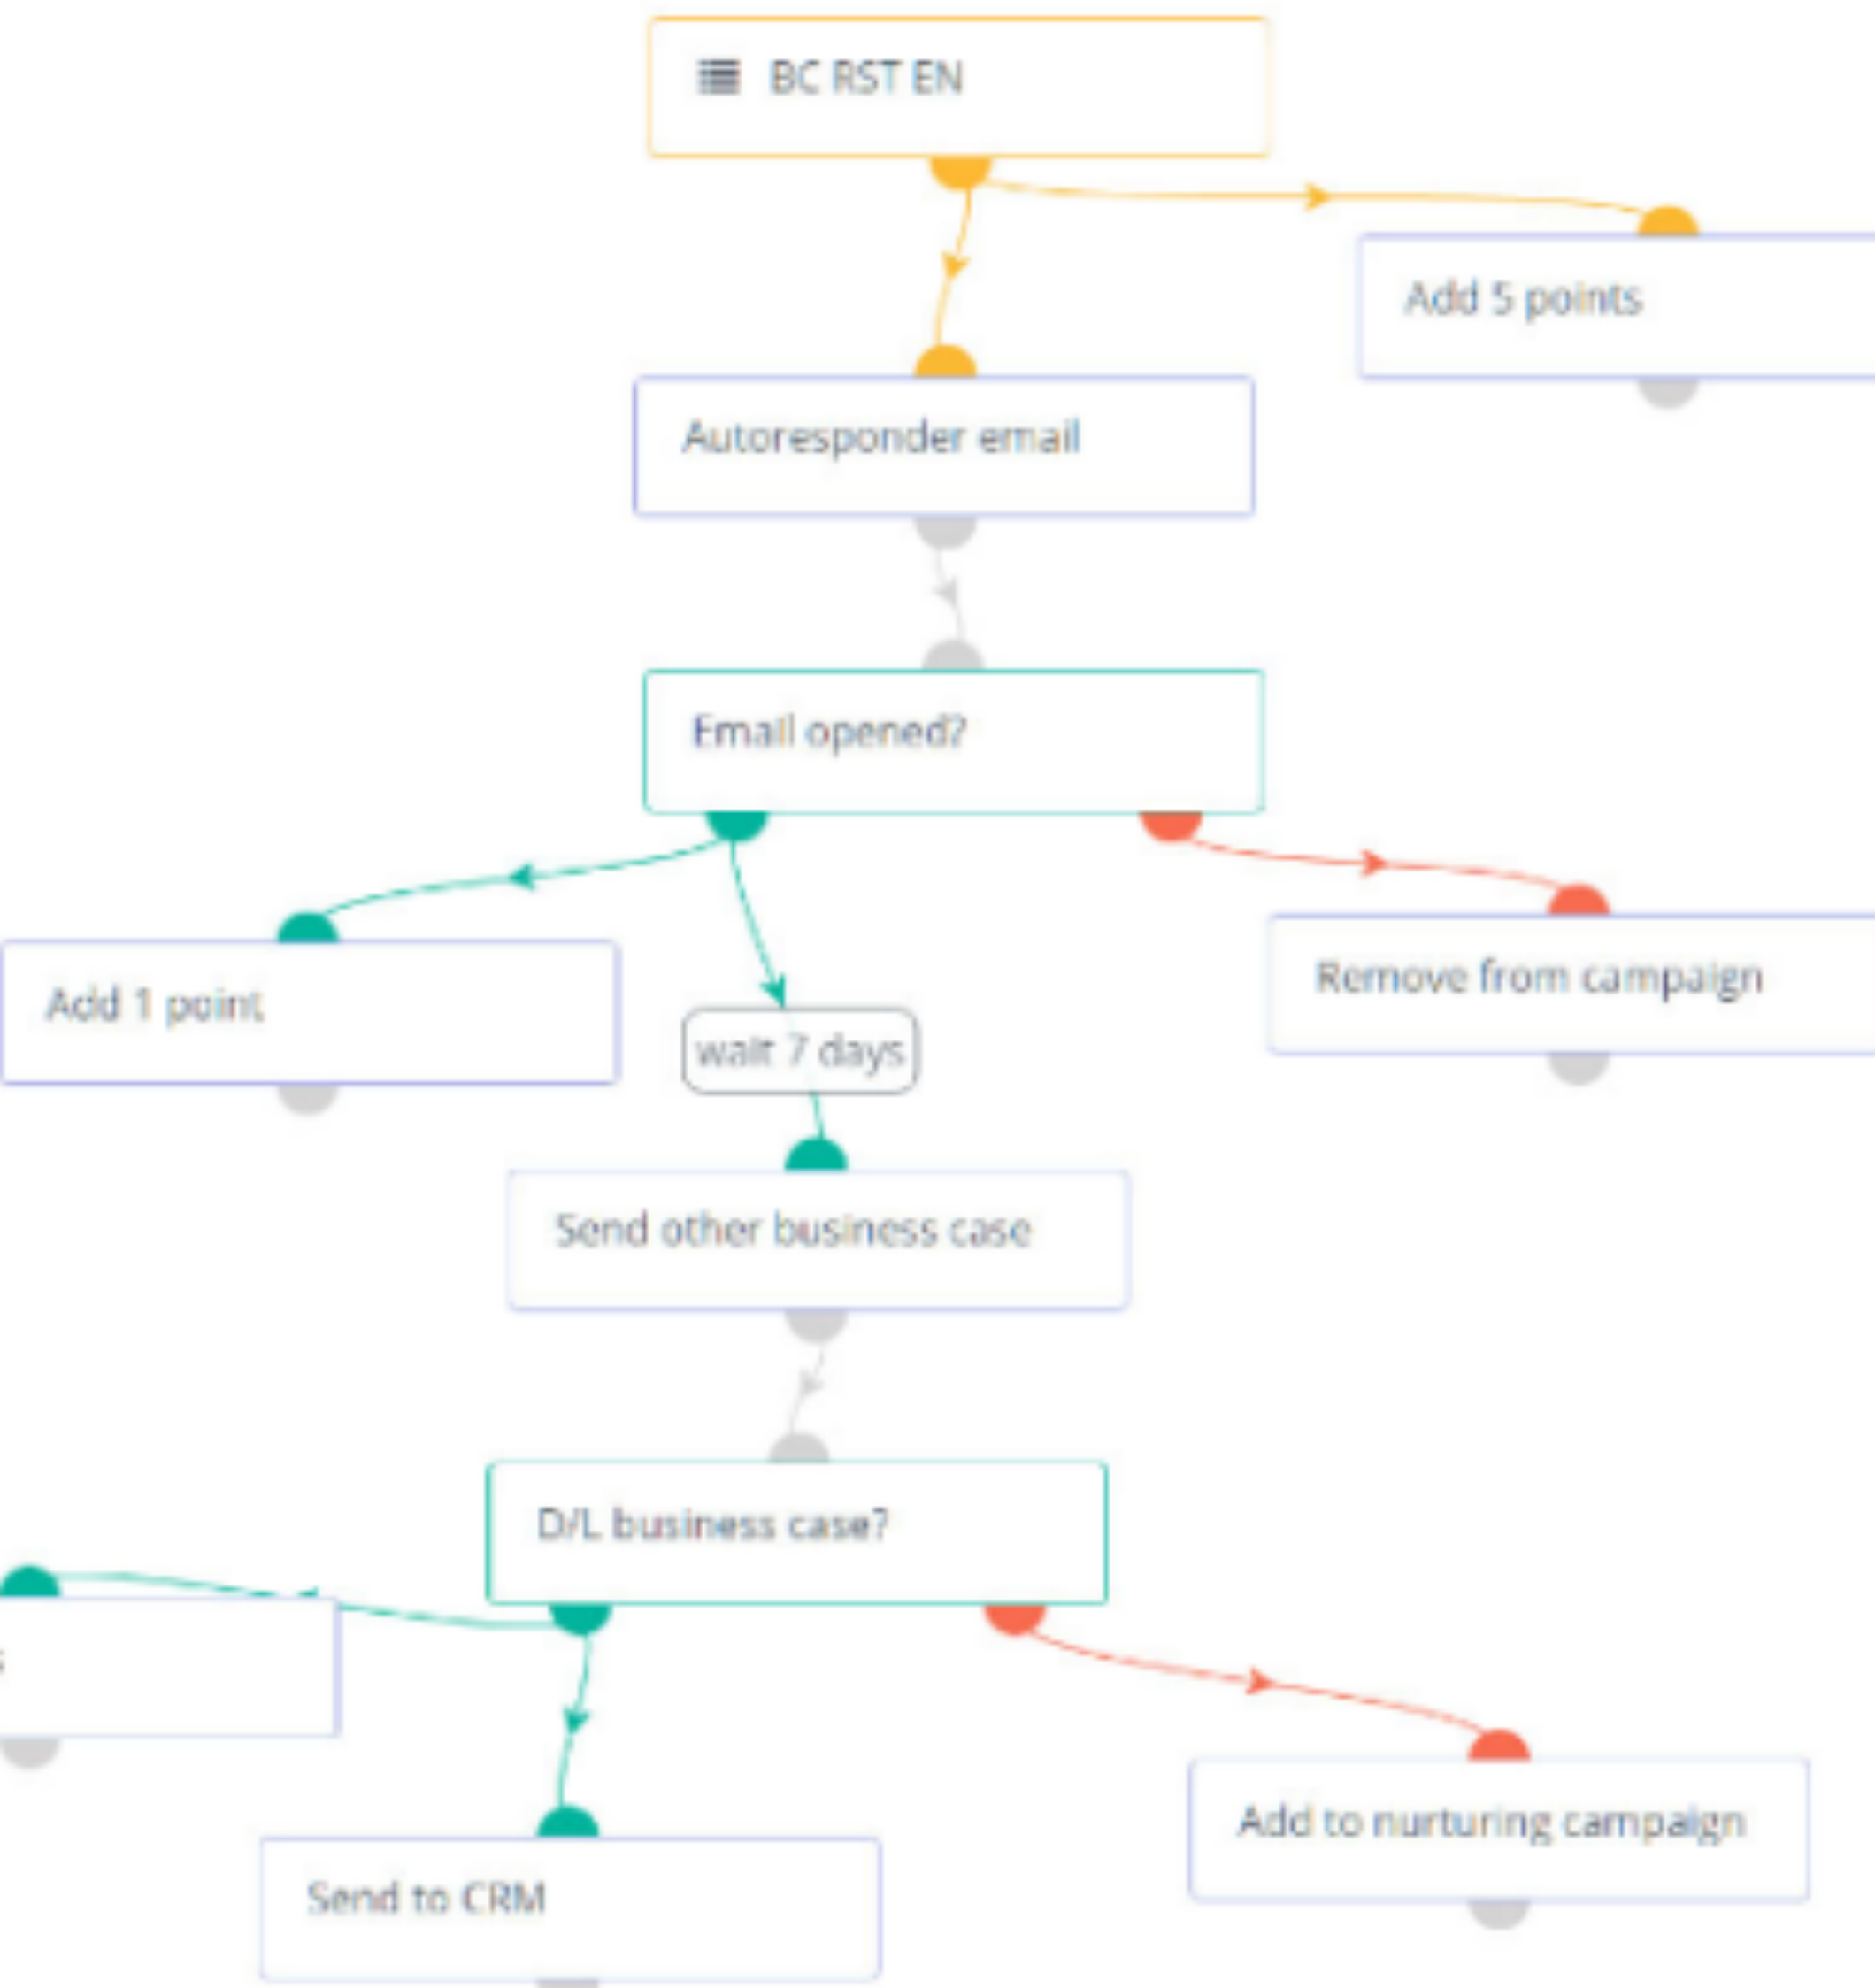 BC RST EN
Add 5 points
Autoresponder email
Email opened?
Add 1 point
Remove from campaign
wait 7 days
Send other business case
D/L business case?
s
Add to nurturing campaign
Send to CRM